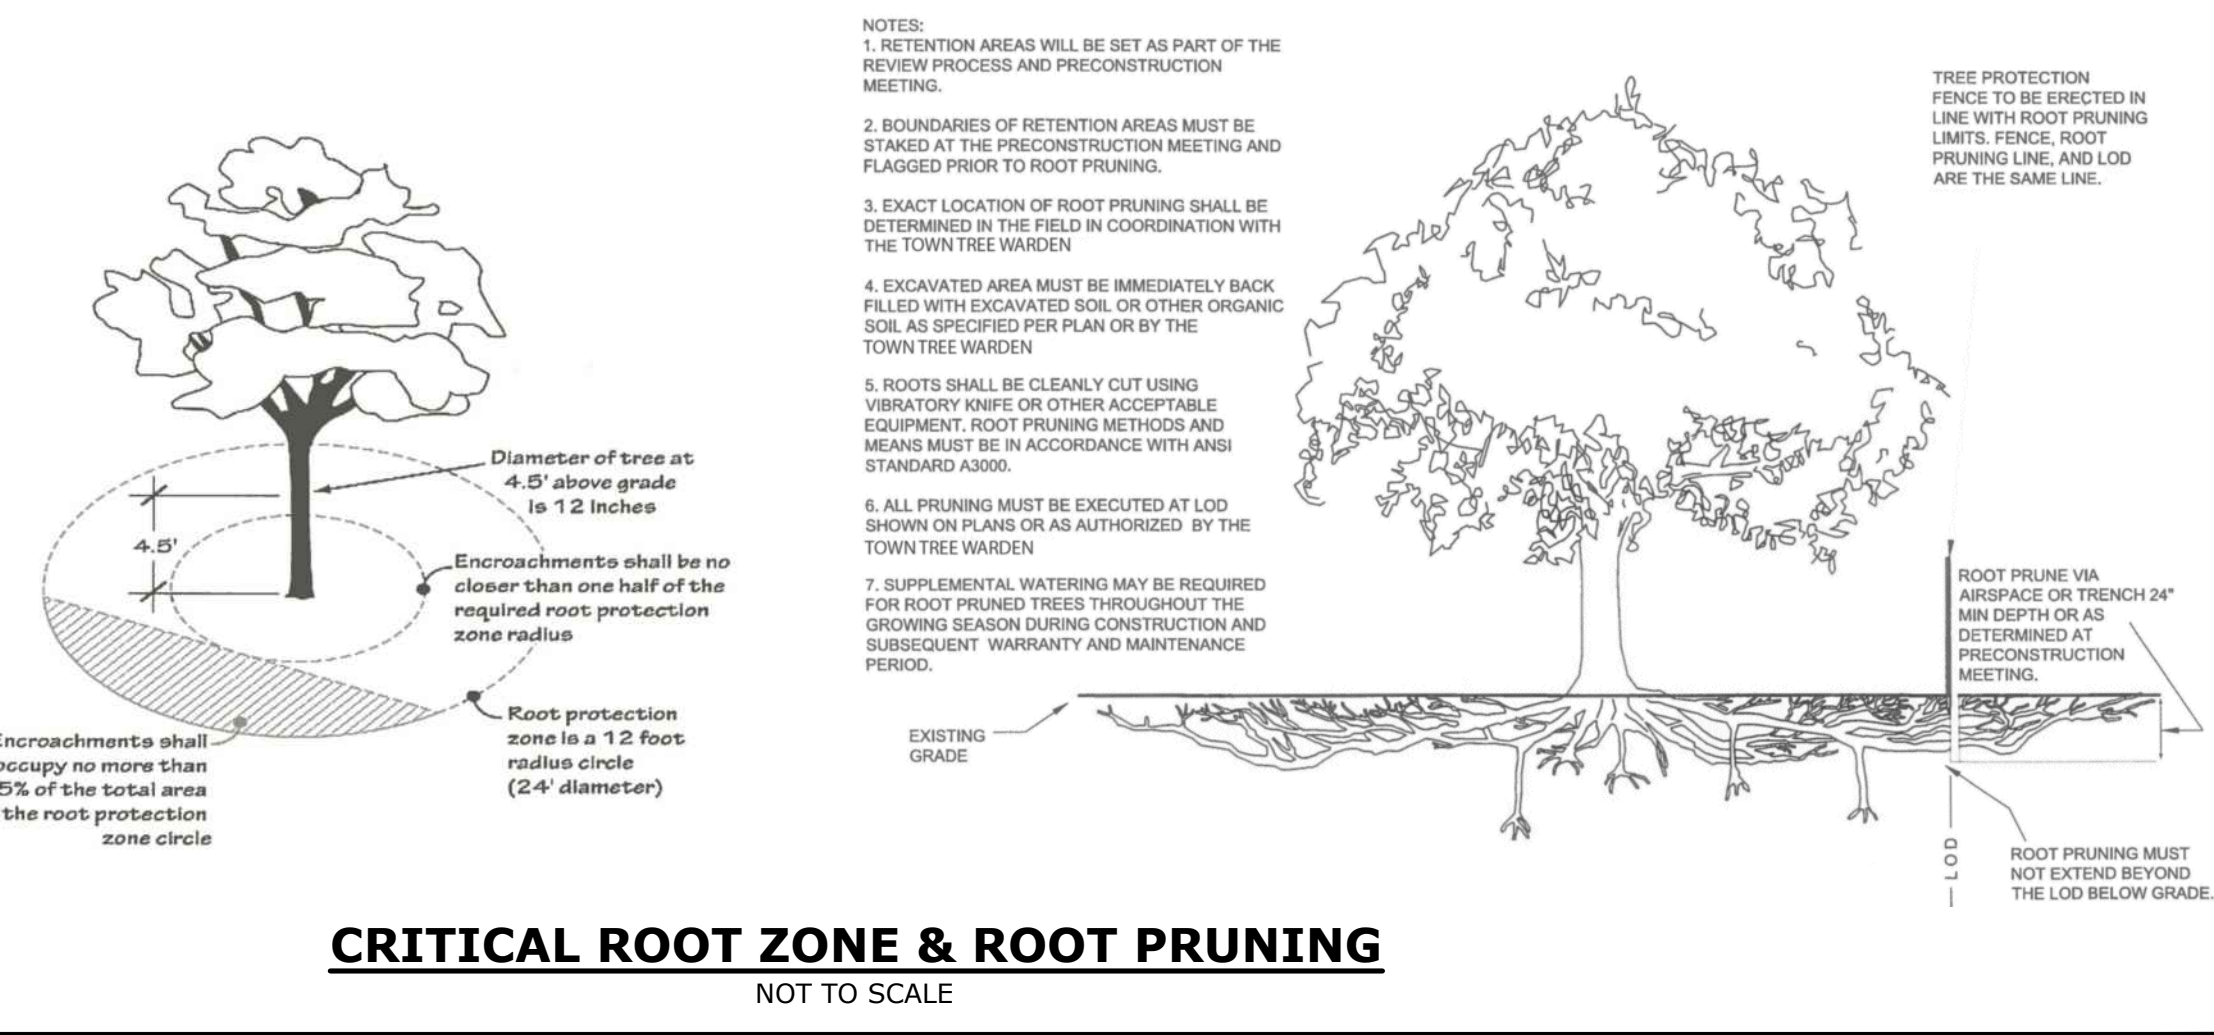 Diameter of tree at
4.5' above grade
is 12 inches
4.5'
Encroachments shall be no
closer than one half of the
required root protection
zone radius
Root protection
zone is a 12 foot
radius circle
(24' diameter)
Encroachments shall
occupy no more than
5% of the total area
the root protection
zone circle
NOTES:
1. RETENTION AREAS WILL BE SET AS PART OF THE
REVIEW PROCESS AND PRECONSTRUCTION
MEETING.
2. BOUNDARIES OF RETENTION AREAS MUST BE
STAKED AT THE PRECONSTRUCTION MEETING AND
FLAGGED PRIOR TO ROOT PRUNING.
3. EXACT LOCATION OF ROOT PRUNING SHALL BE
DETERMINED IN THE FIELD IN COORDINATION WITH
THE TOWN TREE WARDEN
4. EXCAVATED AREA MUST BE IMMEDIATELY BACK
FILLED WITH EXCAVATED SOIL OR OTHER ORGANIC
SOIL AS SPECIFIED PER PLAN OR BY THE
TOWN TREE WARDEN
5. ROOTS SHALL BE CLEANLY CUT USING
VIBRATORY KNIFE OR OTHER ACCEPTABLE
EQUIPMENT. ROOT PRUNING METHODS AND
MEANS MUST BE IN ACCORDANCE WITH ANSI
STANDARD A3000.
6. ALL PRUNING MUST BE EXECUTED AT LOD
SHOWN ON PLANS OR AS AUTHORIZED BY THE
TOWN TREE WARDEN
7. SUPPLEMENTAL WATERING MAY BE REQUIRED
FOR ROOT PRUNED TREES THROUGHOUT THE
GROWING SEASON DURING CONSTRUCTION AND
SUBSEQUENT WARRANTY AND MAINTENANCE
PERIOD.
EXISTING
GRADE
TREE PROTECTION
FENCE TO BE ERECTED IN
LINE WITH ROOT PRUNING
LIMITS. FENCE, ROOT
PRUNING LINE, AND LOD
ARE THE SAME LINE.
ROOT PRUNE VIA
AIRSPACE OR TRENCH 24"
MIN DEPTH OR AS
DETERMINED AT
PRECONSTRUCTION
MEETING.
LOD
ROOT PRUNING MUST
NOT EXTEND BEYOND
THE LOD BELOW GRADE.
CRITICAL ROOT ZONE & ROOT PRUNING
NOT TO SCALE